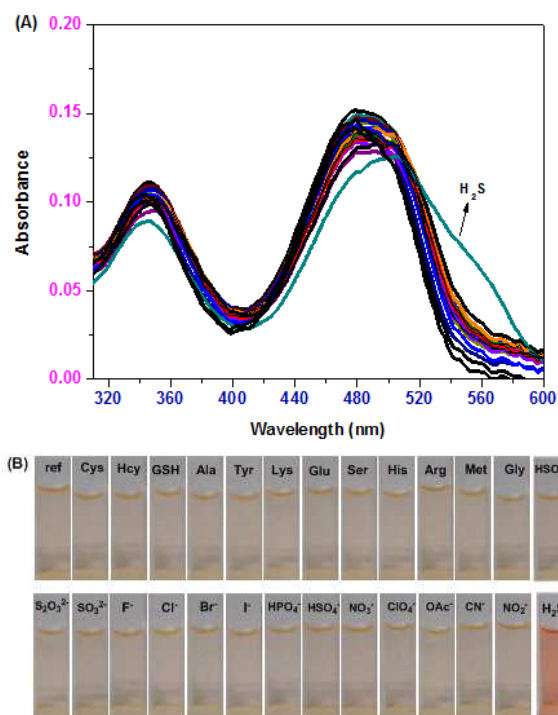 (A)
0.20
0.15
0.10
0.05
0.00
Absorbance
H2S
320 360 400 440 480 520 560 600
Wavelength (nm)
(B)
ref Cys Hcy GSH Ala Tyr Lys Glu Ser His Arg Met Gly
S2O3²⁻ SO3²⁻ F⁻ Cl⁻ Br⁻ I⁻ HPO4⁻ HSO4⁻ NO3⁻ ClO4⁻ OAc⁻ CN⁻ NO2⁻